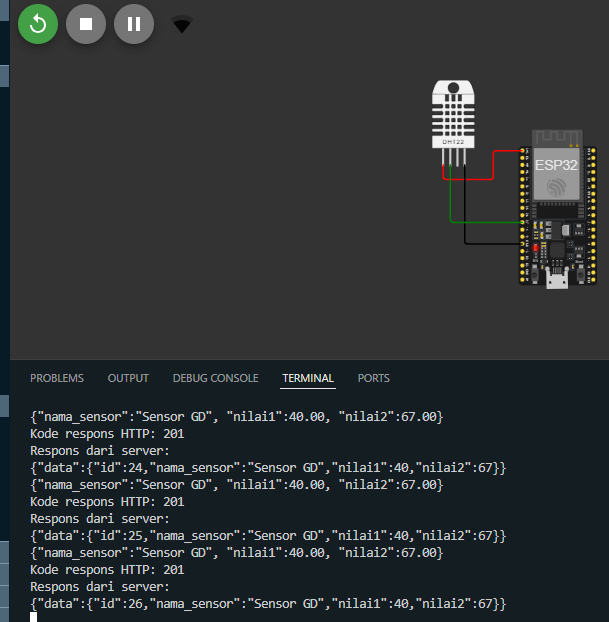 DHT22
ESP32
PROBLEMS
OUTPUT
DEBUG CONSOLE
TERMINAL
PORTS
{"nama_sensor":"Sensor GD", "nilai1":40.00, "nilai2":67.00}
Kode respons HTTP: 201
Respons dari server:
{"data":{"id":24,"nama_sensor":"Sensor GD","nilai1":40,"nilai2":67}}
{"nama_sensor":"Sensor GD", "nilai1":40.00, "nilai2":67.00}
Kode respons HTTP: 201
Respons dari server:
{"data":{"id":25,"nama_sensor":"Sensor GD","nilai1":40,"nilai2":67}}
{"nama_sensor":"Sensor GD", "nilai1":40.00, "nilai2":67.00}
Kode respons HTTP: 201
Respons dari server:
{"data":{"id":26,"nama_sensor":"Sensor GD","nilai1":40,"nilai2":67}}